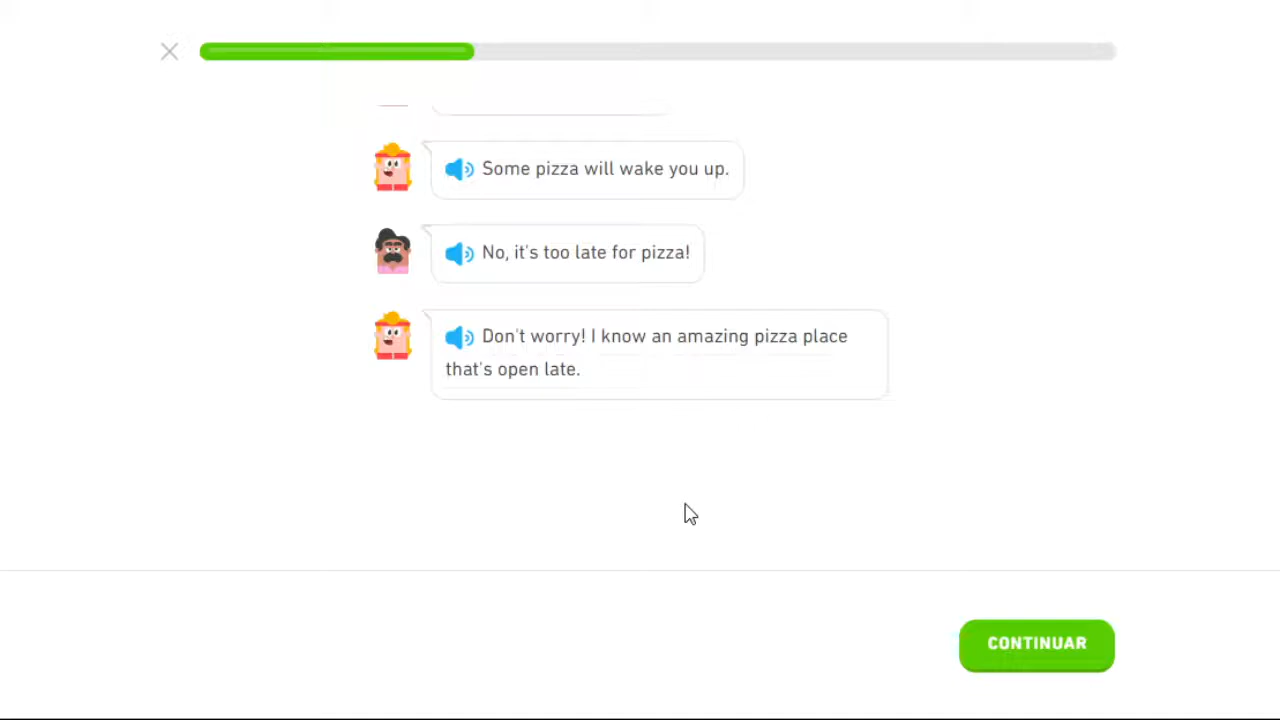 Some pizza will wake you up.
No, it's too late for pizza!
Don't worry! I know an amazing pizza place
that's open late.
CONTINUAR